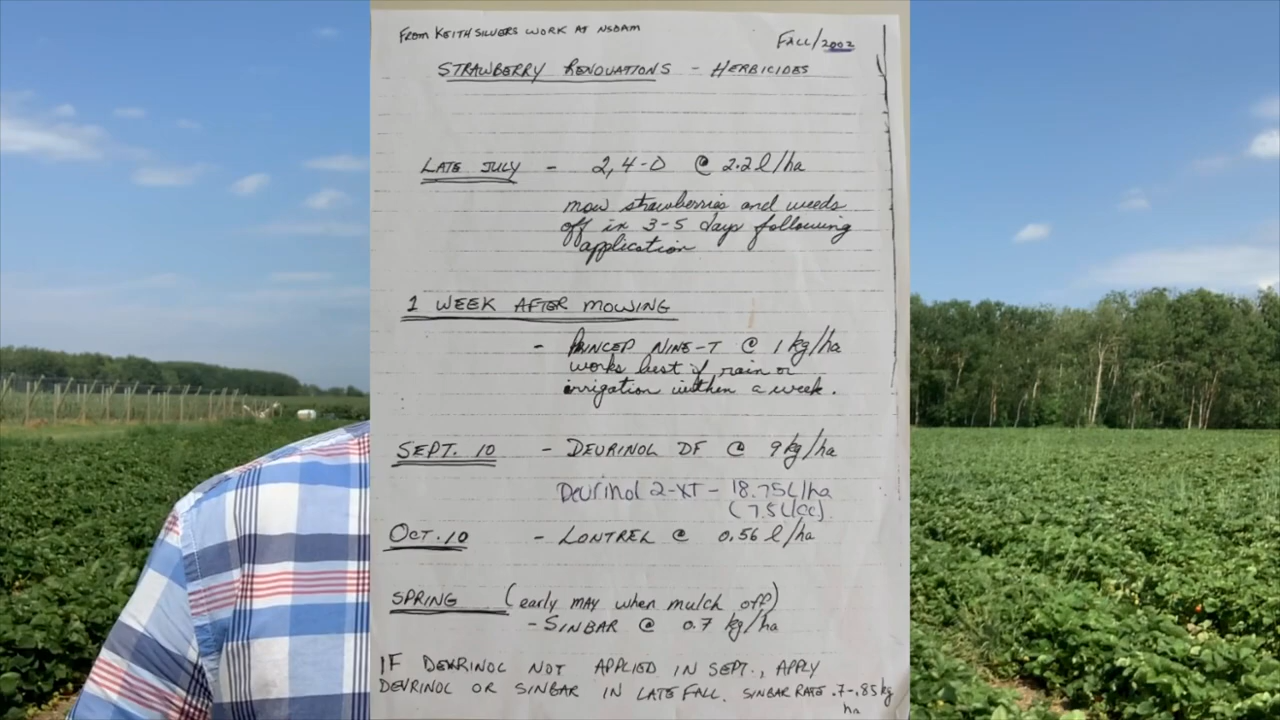 FROM KEITH SILVERS WORK AT NSDAM
FALL/2002
STRAWBERRY RENOVATIONS - HERBICIDES
LATE JULY - 2,4-D @ 2.2 l/ha
mow strawberries and weeds
off in 3-5 days following
application
1 WEEK AFTER MOWING
- PRINCEP NINE-T @ 1 kg/ha
works best if rain or
irrigation within a week.
SEPT. 10 - DEVRINOL DF @ 9 kg/ha
Devrinol 2-XT - 18.75 L/ha
(7.5 L/ac)
OCT. 10 - LONTREL @ 0.56 l/ha
SPRING (early MAY when mulch off)
- SINBAR @ 0.7 kg/ha
IF DEVRINOL NOT APPLIED IN SEPT., APPLY
DEVRINOL OR SINBAR IN LATE FALL. SINBAR RATE .7-.85 kg
ha